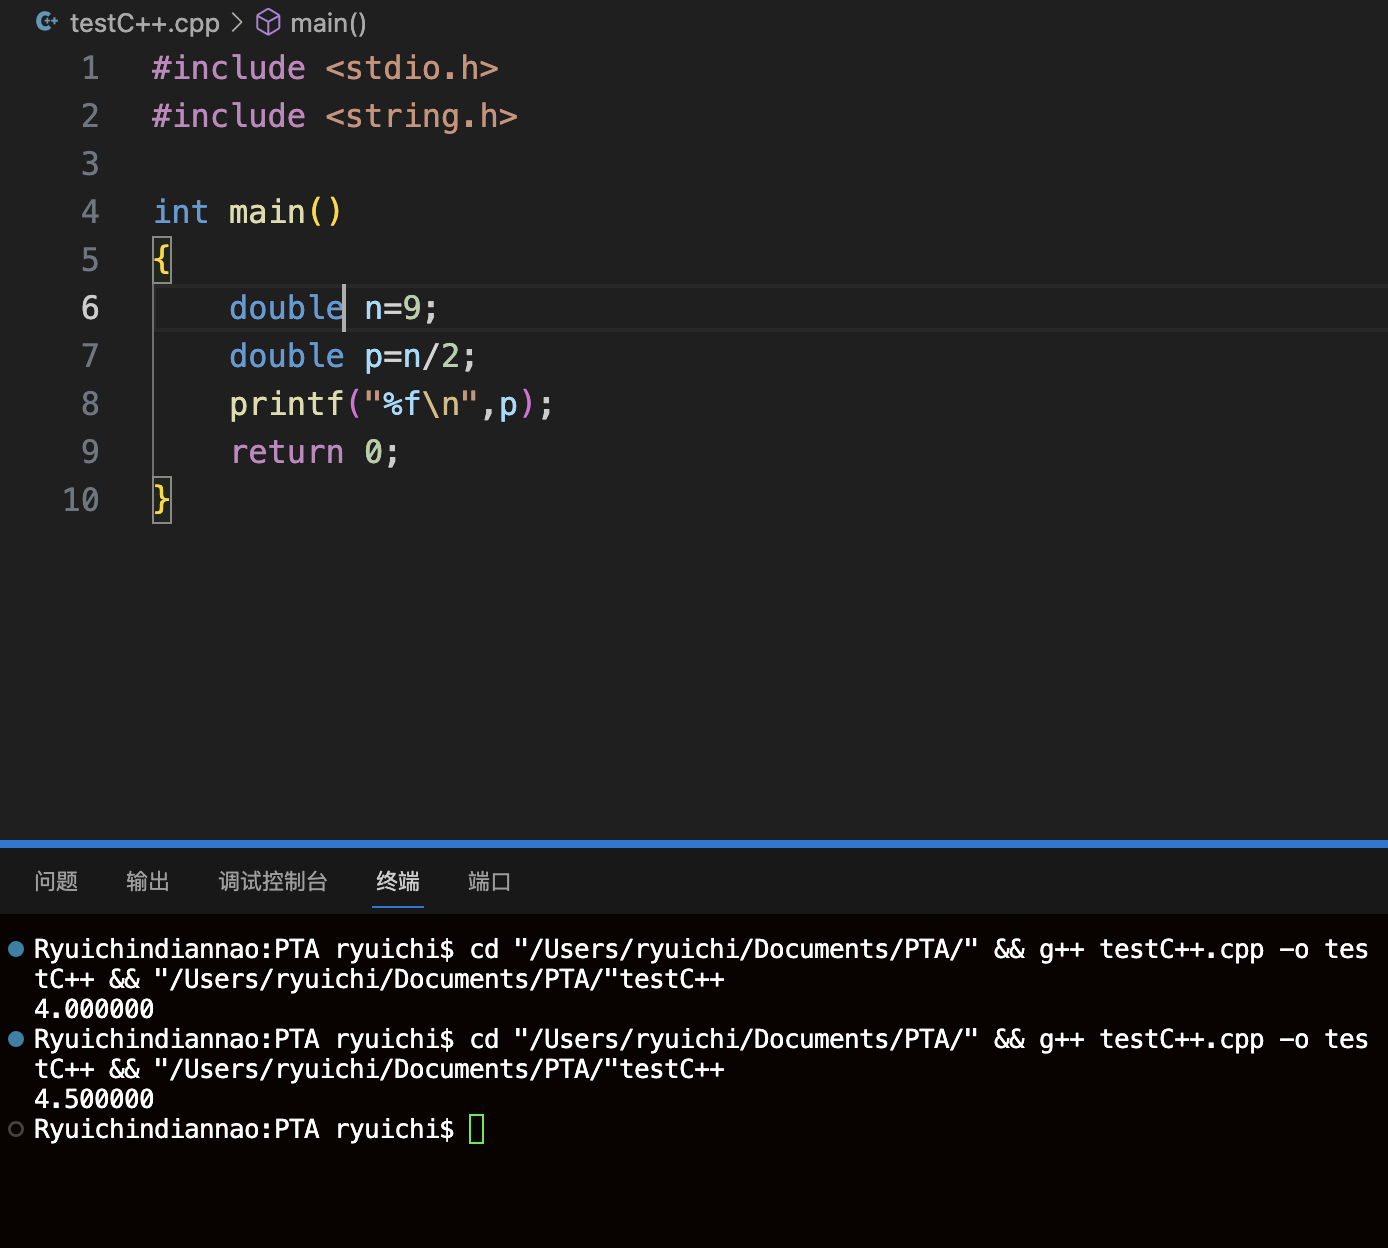 testC++.cpp > main()
1 #include <stdio.h>
2 #include <string.h>
3
4 int main()
5 {
6     double n=9;
7     double p=n/2;
8     printf("%f\n",p);
9     return 0;
10 }
问题 输出 调试控制台 终端 端口
Ryuichindiannao:PTA ryuichi$ cd "/Users/ryuichi/Documents/PTA/" && g++ testC++.cpp -o tes
tC++ && "/Users/ryuichi/Documents/PTA/"testC++
4.000000
Ryuichindiannao:PTA ryuichi$ cd "/Users/ryuichi/Documents/PTA/" && g++ testC++.cpp -o tes
tC++ && "/Users/ryuichi/Documents/PTA/"testC++
4.500000
Ryuichindiannao:PTA ryuichi$